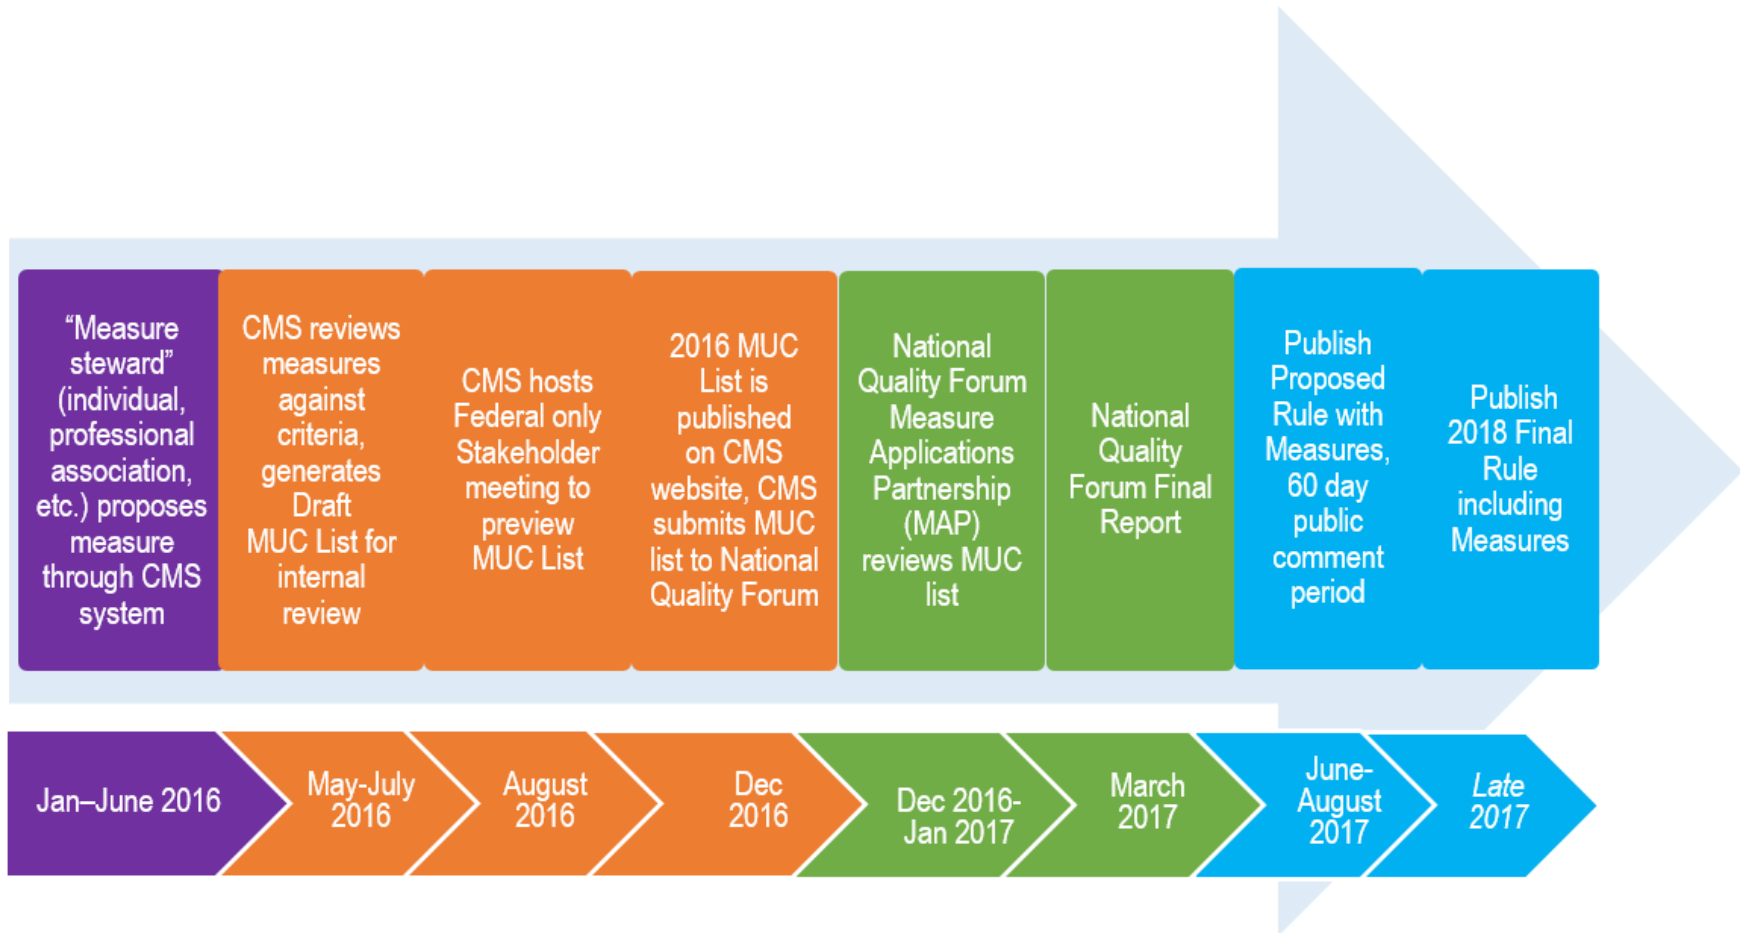 “Measure
steward”
(individual,
professional
association,
etc.) proposes
measure
through CMS
system
CMS reviews
measures
against
criteria,
generates
Draft
MUC List for
internal
review
CMS hosts
Federal only
Stakeholder
meeting to
preview
MUC List
2016 MUC
List is
published
on CMS
website, CMS
submits MUC
list to National
Quality Forum
National
Quality Forum
Measure
Applications
Partnership
(MAP)
reviews MUC
list
National
Quality
Forum Final
Report
Publish
Proposed
Rule with
Measures,
60 day
public
comment
period
Publish
2018 Final
Rule
including
Measures
Jan–June 2016
May-July
2016
August
2016
Dec
2016
Dec 2016-
Jan 2017
March
2017
June-
August
2017
Late
2017